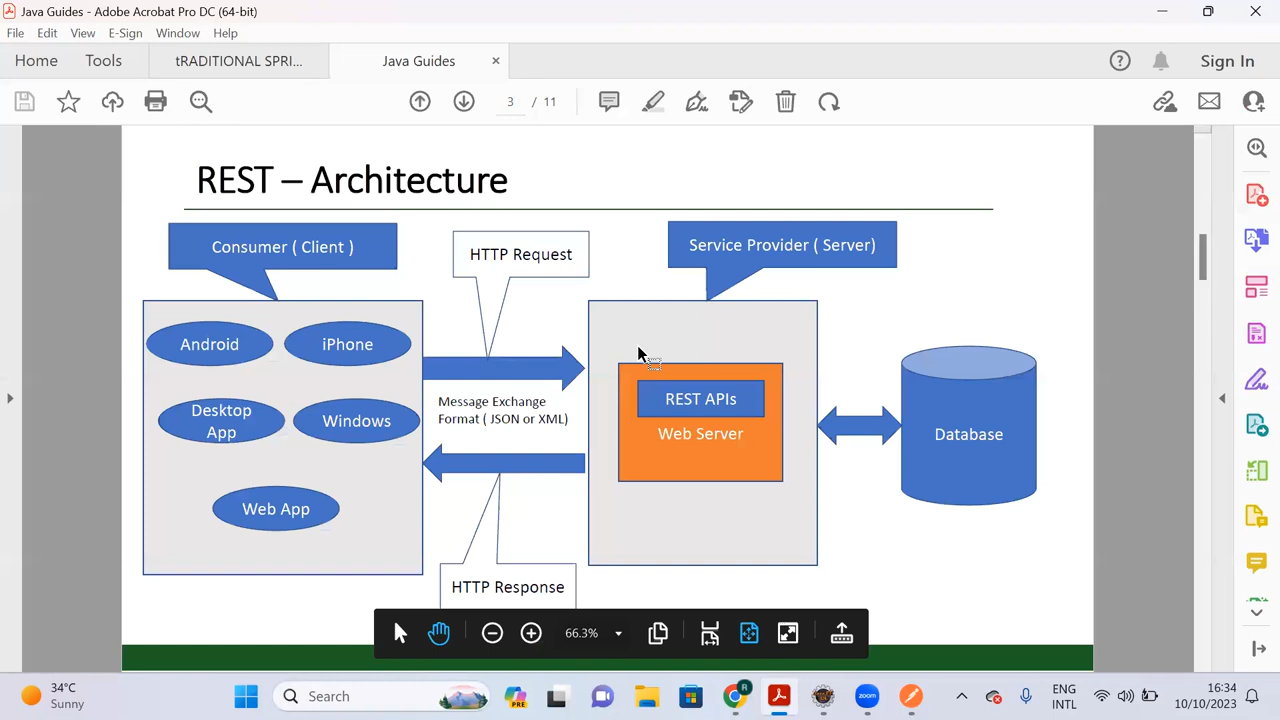 Java Guides - Adobe Acrobat Pro DC (64-bit)
File Edit View E-Sign Window Help
Home Tools tRADITIONAL SPRI... Java Guides × Sign In
3 / 11
REST – Architecture
Consumer ( Client )
HTTP Request
Service Provider ( Server)
Android
iPhone
Desktop
App
Windows
Web App
Message Exchange
Format ( JSON or XML)
HTTP Response
REST APIs
Web Server
Database
66.3%
34°C
Sunny
Search
PRE
R
zoom
ENG
INTL
16:34
10/10/2023